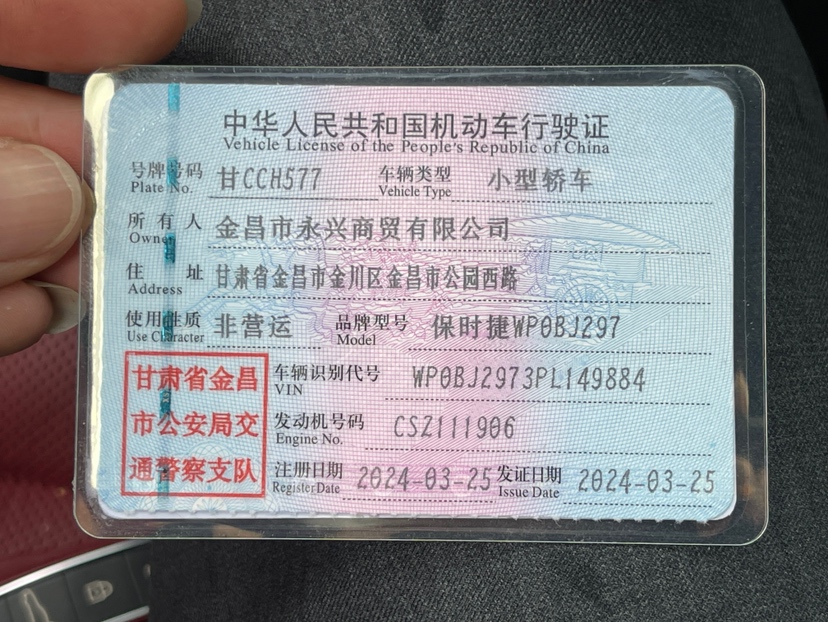 中华人民共和国机动车行驶证
Vehicle License of the People's Republic of China
号牌号码 甘CCH577 车辆类型 小型轿车
Plate No. Vehicle Type
所有人 金昌市永兴商贸有限公司
Owner
住址 甘肃省金昌市金川区金昌市公园西路
Address
使用性质 非营运 品牌型号 保时捷WP0BJ297
Use Character Model
甘肃省金昌
市公安局交
通警察支队
车辆识别代号 WP0BJ2973PL149884
VIN
发动机号码 CSZ111906
Engine No.
注册日期 2024-03-25 发证日期 2024-03-25
Register Date Issue Date